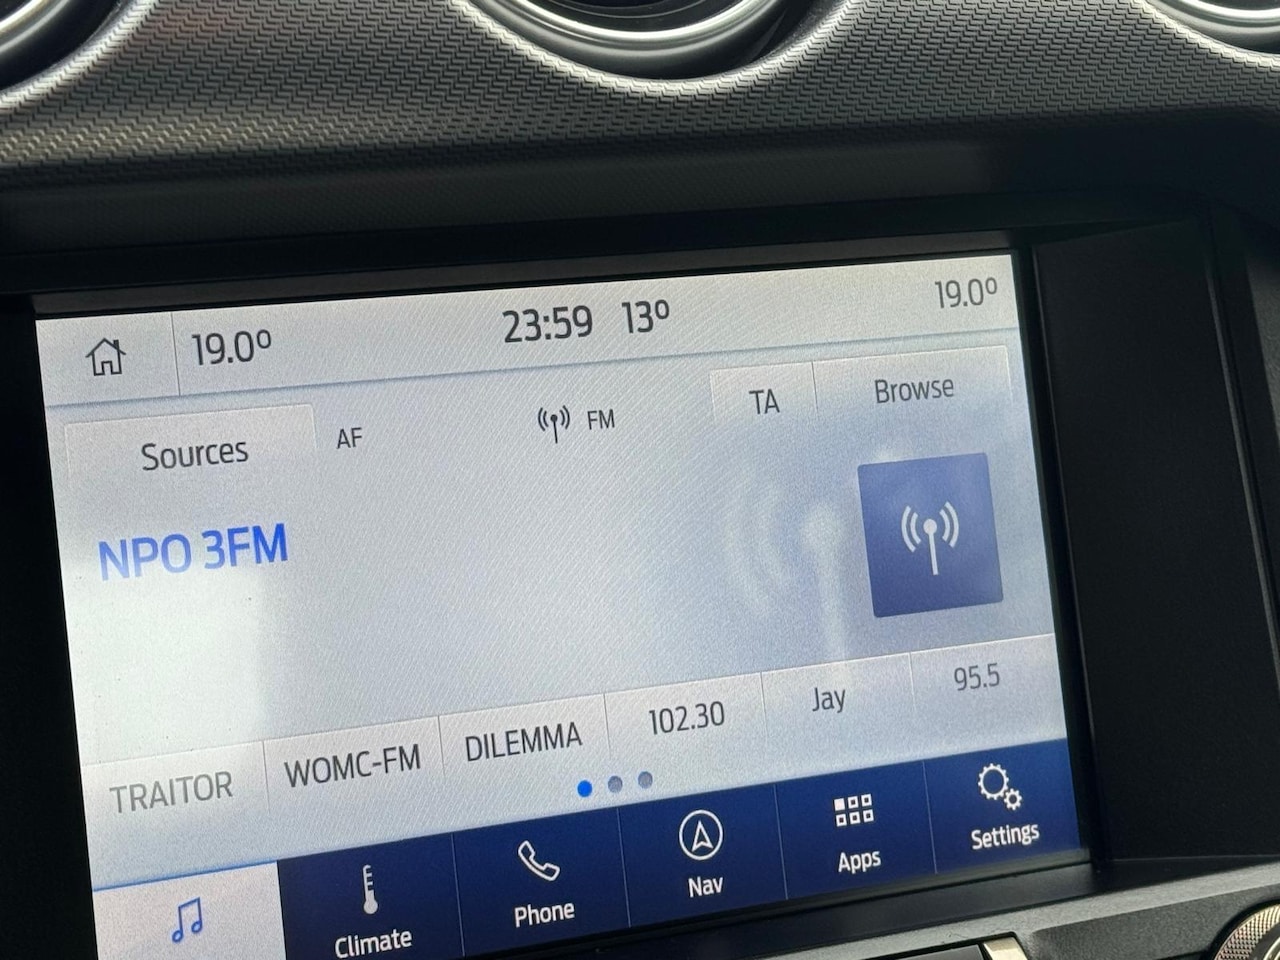 19.0° 23:59 13° 19.0°
Sources AF FM TA Browse
NPO 3FM
TRAITOR WOMC-FM DILEMMA 102.30 Jay 95.5
Climate Phone Nav Apps Settings